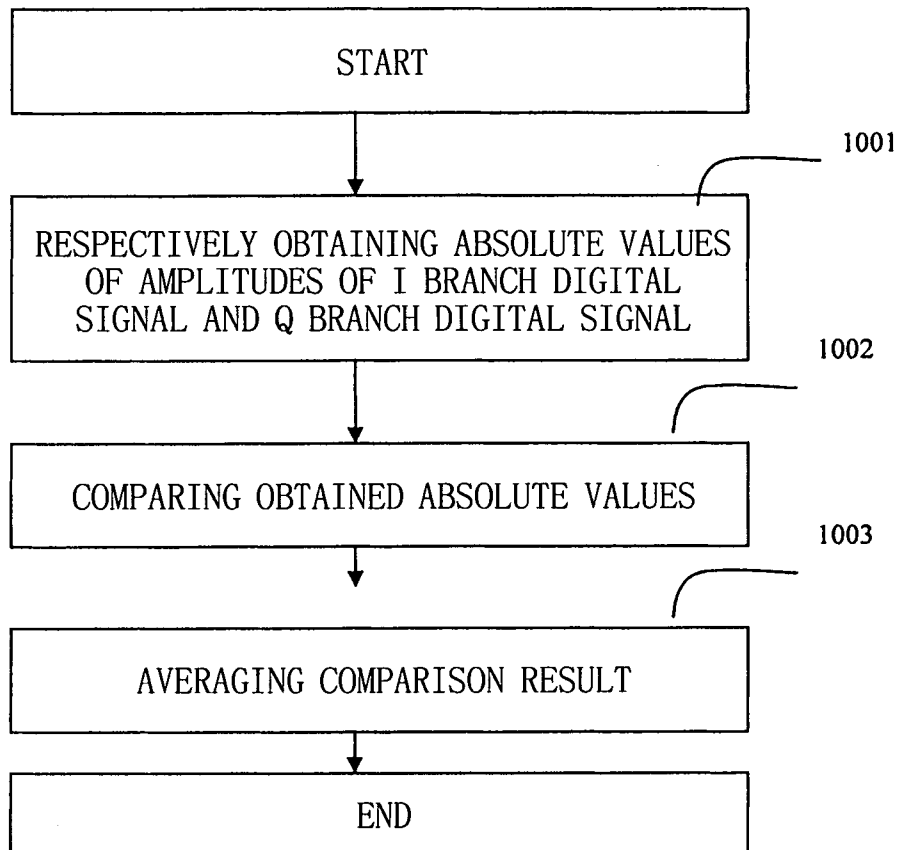 START
1001
RESPECTIVELY OBTAINING ABSOLUTE VALUES
OF AMPLITUDES OF I BRANCH DIGITAL
SIGNAL AND Q BRANCH DIGITAL SIGNAL
1002
COMPARING OBTAINED ABSOLUTE VALUES
1003
AVERAGING COMPARISON RESULT
END